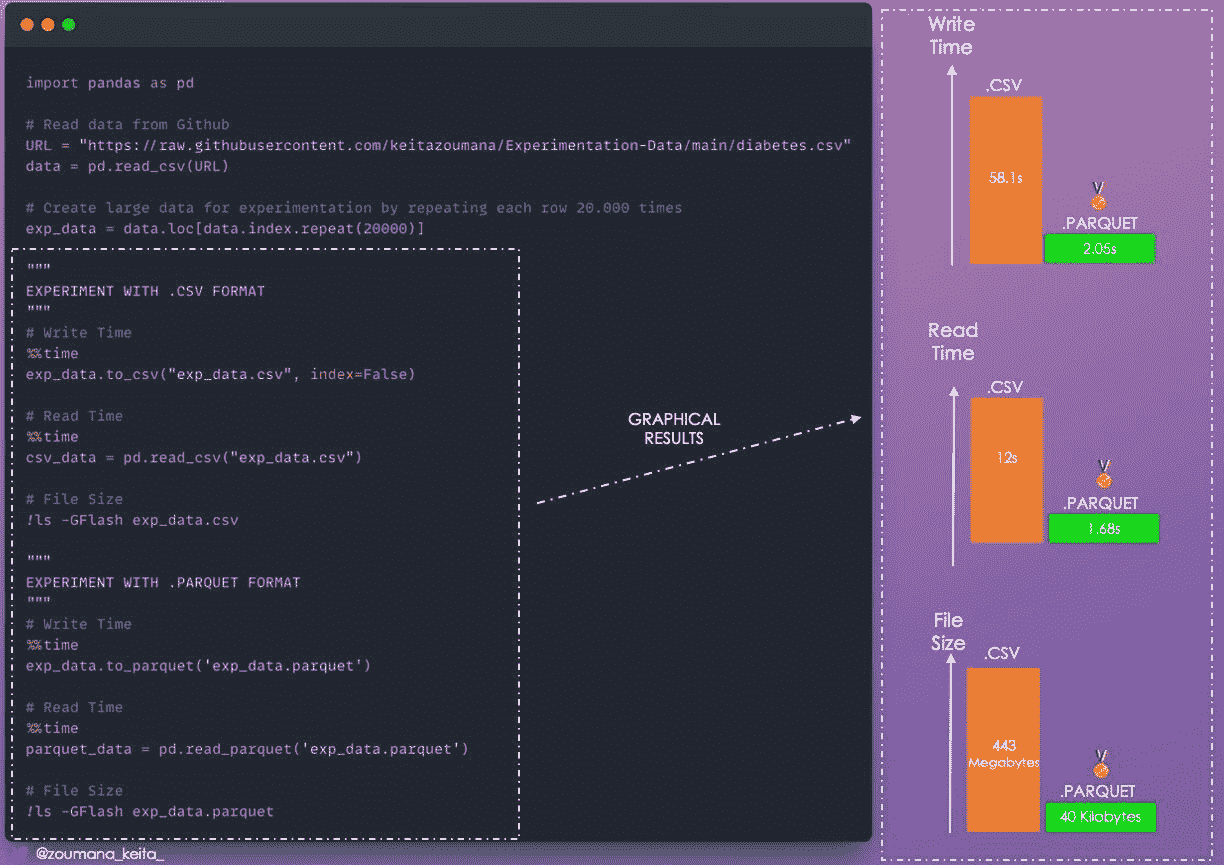 import pandas as pd
# Read data from Github
URL = "https://raw.githubusercontent.com/keitazoumana/Experimentation-Data/main/diabetes.csv"
data = pd.read_csv(URL)
# Create large data for experimentation by repeating each row 20.000 times
exp_data = data.loc[data.index.repeat(20000)]
"""
EXPERIMENT WITH .CSV FORMAT
"""
# Write Time
%%time
exp_data.to_csv("exp_data.csv", index=False)
# Read Time
%%time
csv_data = pd.read_csv("exp_data.csv")
# File Size
!ls -GFlash exp_data.csv
"""
EXPERIMENT WITH .PARQUET FORMAT
"""
# Write Time
%%time
exp_data.to_parquet('exp_data.parquet')
# Read Time
%%time
parquet_data = pd.read_parquet('exp_data.parquet')
# File Size
!ls -GFlash exp_data.parquet
@zoumana_keita_
GRAPHICAL
RESULTS
Write
Time
.CSV
58.1s
.PARQUET
2.05s
Read
Time
.CSV
12s
.PARQUET
1.68s
File
Size
.CSV
443
Megabytes
.PARQUET
40 Kilobytes